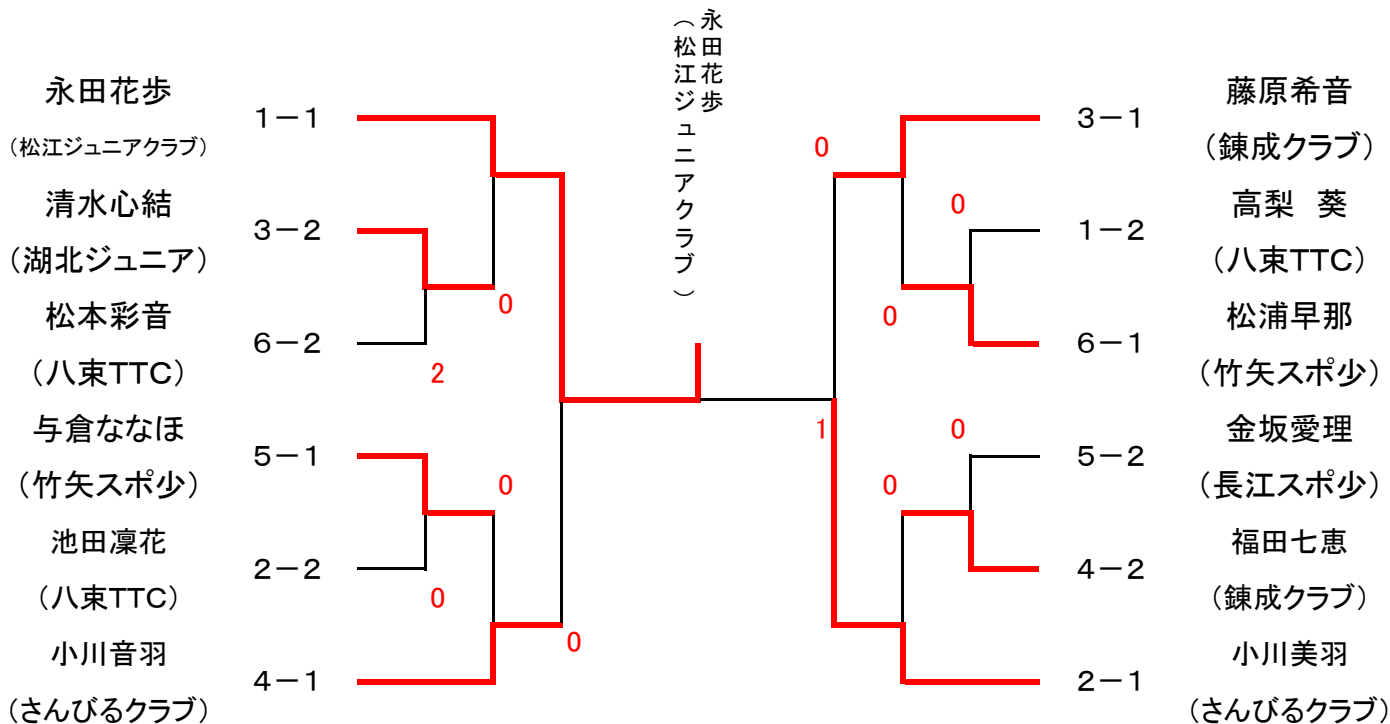 永田花歩
（松江ジュニアクラブ）
永田花歩
1－1
（松江ジュニアクラブ）
清水心結
3－2
（湖北ジュニア）
0
松本彩音
6－2
（八束TTC）
2
与倉ななほ
5－1
（竹矢スポ少）
0
池田凜花
2－2
（八束TTC）
0
小川音羽
0
4－1
（さんびるクラブ）
藤原希音
3－1
0
（錬成クラブ）
0
高梨　葵
1－2
（八束TTC）
0
松浦早那
6－1
（竹矢スポ少）
1
0
金坂愛理
5－2
0
（長江スポ少）
福田七恵
4－2
（錬成クラブ）
小川美羽
2－1
（さんびるクラブ）